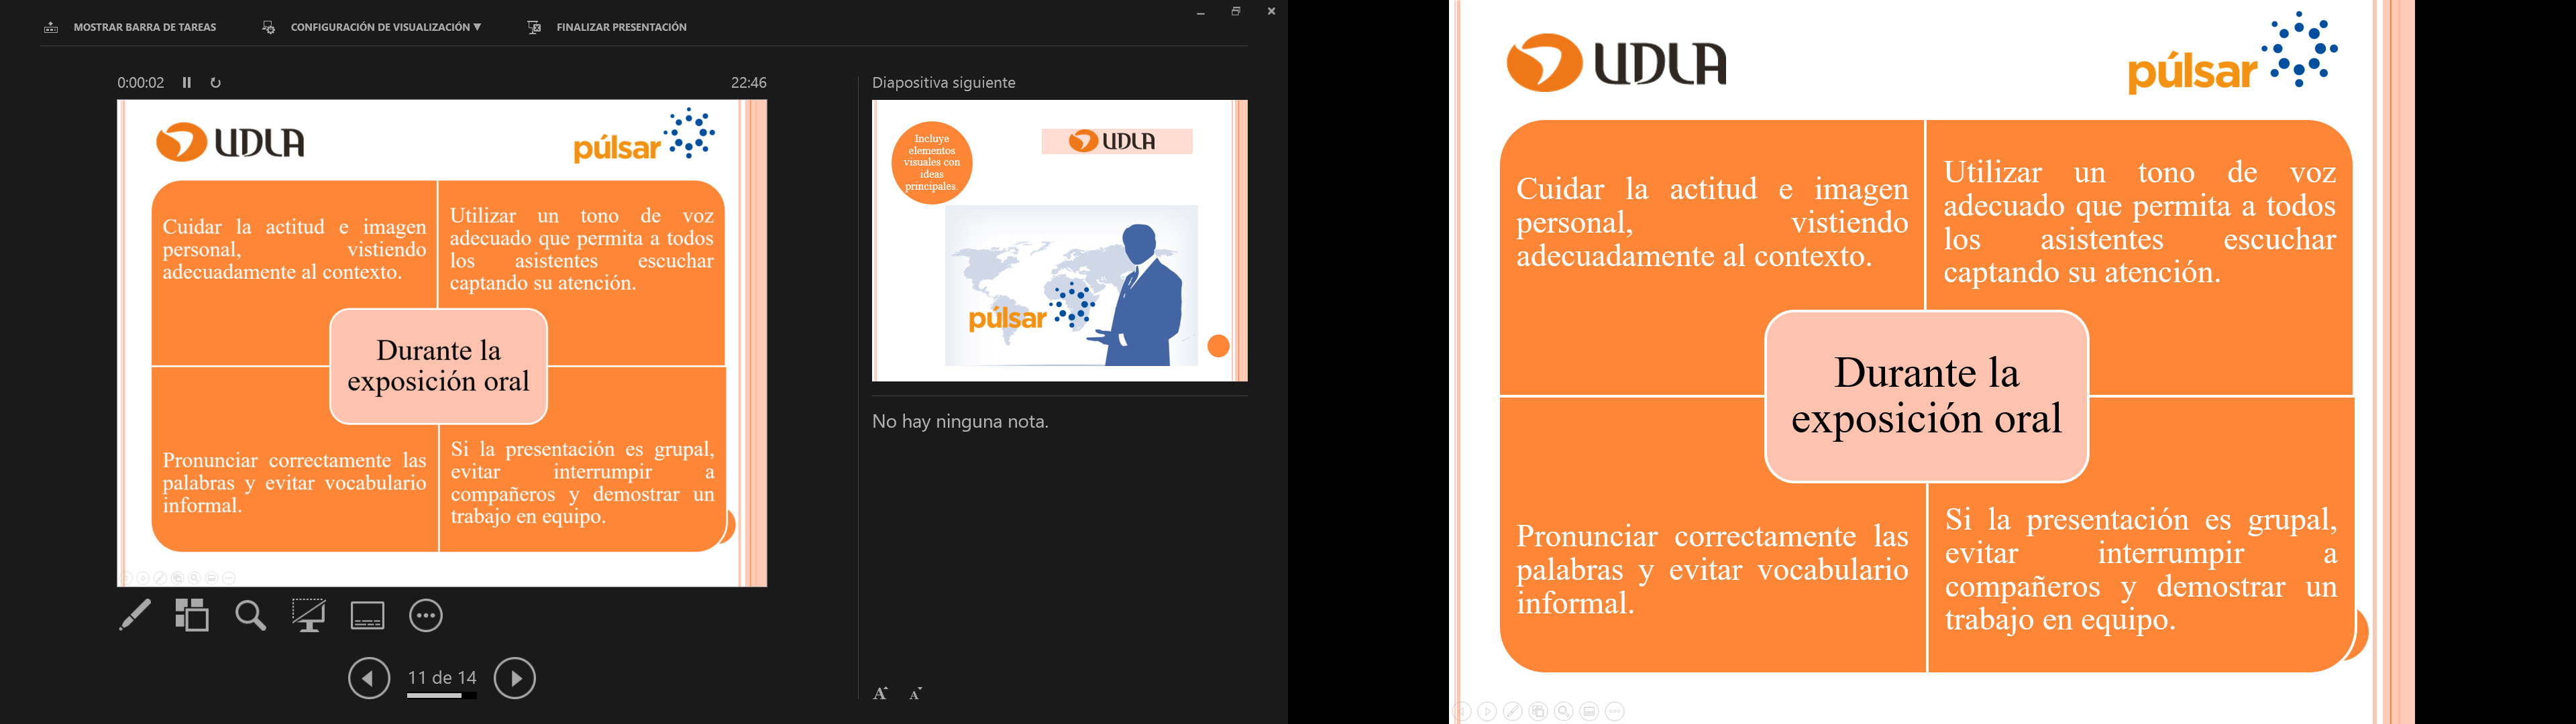 MOSTRAR BARRA DE TAREAS
CONFIGURACIÓN DE VISUALIZACIÓN ▼
FINALIZAR PRESENTACIÓN
0:00:02
22:46
UDLA
púlsar
Cuidar la actitud e imagen
personal, vistiendo
adecuadamente al contexto.
Utilizar un tono de voz
adecuado que permita a todos
los asistentes escuchar
captando su atención.
Durante la
exposición oral
Pronunciar correctamente las
palabras y evitar vocabulario
informal.
Si la presentación es grupal,
evitar interrumpir a
compañeros y demostrar un
trabajo en equipo.
11 de 14
Diapositiva siguiente
Incluye
elementos
visuales con
ideas
principales.
UDLA
púlsar
No hay ninguna nota.
A A
UDLA
púlsar
Cuidar la actitud e imagen
personal, vistiendo
adecuadamente al contexto.
Utilizar un tono de voz
adecuado que permita a todos
los asistentes escuchar
captando su atención.
Durante la
exposición oral
Pronunciar correctamente las
palabras y evitar vocabulario
informal.
Si la presentación es grupal,
evitar interrumpir a
compañeros y demostrar un
trabajo en equipo.